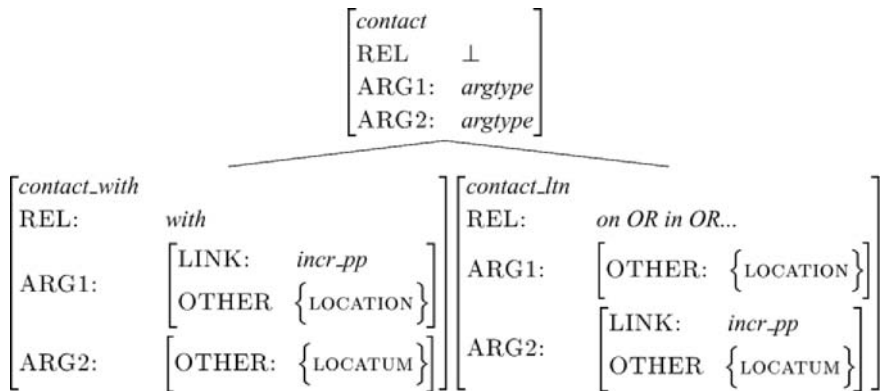 contact
REL ⊥
ARG1: argtype
ARG2: argtype
contact_with
REL: with
ARG1: [LINK: incr_pp
OTHER {LOCATION}]
ARG2: [OTHER: {LOCATUM}]
contact_ltn
REL: on OR in OR...
ARG1: [OTHER: {LOCATION}]
ARG2: [LINK: incr_pp
OTHER {LOCATUM}]